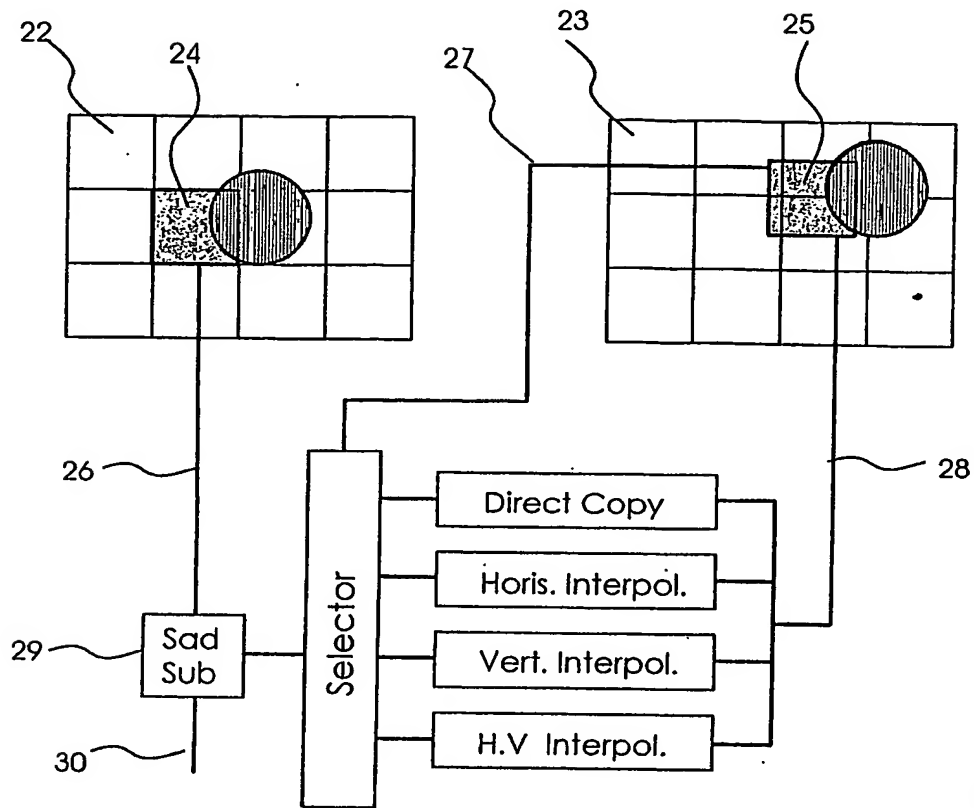 22
24
27
23
25
26
28
Direct Copy
Horis. Interpol.
Vert. Interpol.
H.V Interpol.
Selector
29
Sad
Sub
30